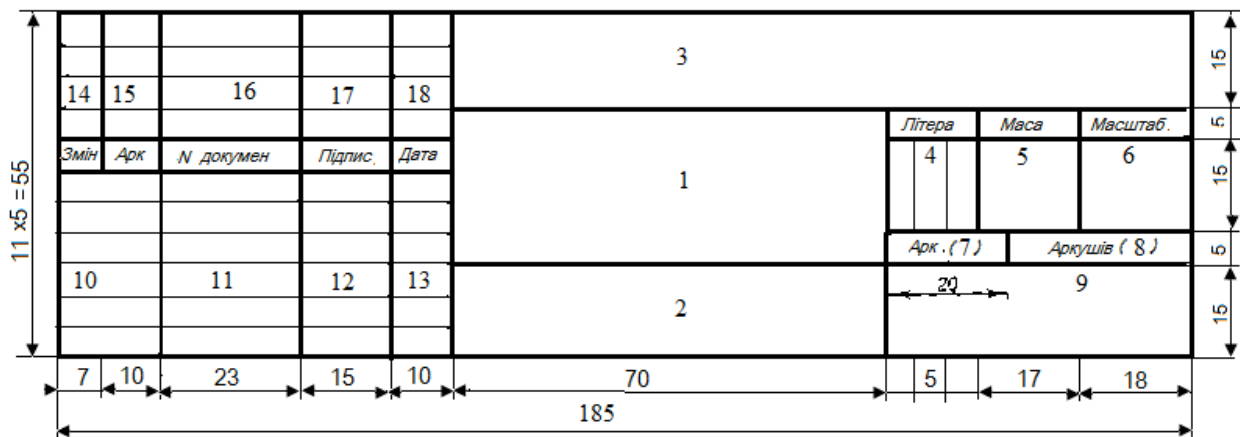 3
15
14 15 16 17 18
Літера Маса Масштаб.
5
Змін Арк N докумен Підпис. Дата
4 5 6
15
1
11 x5 = 55
Арк. (7) Аркушів (8)
5
10 11 12 13
20 9
2
15
7 10 23 15 10 70 5 17 18
185